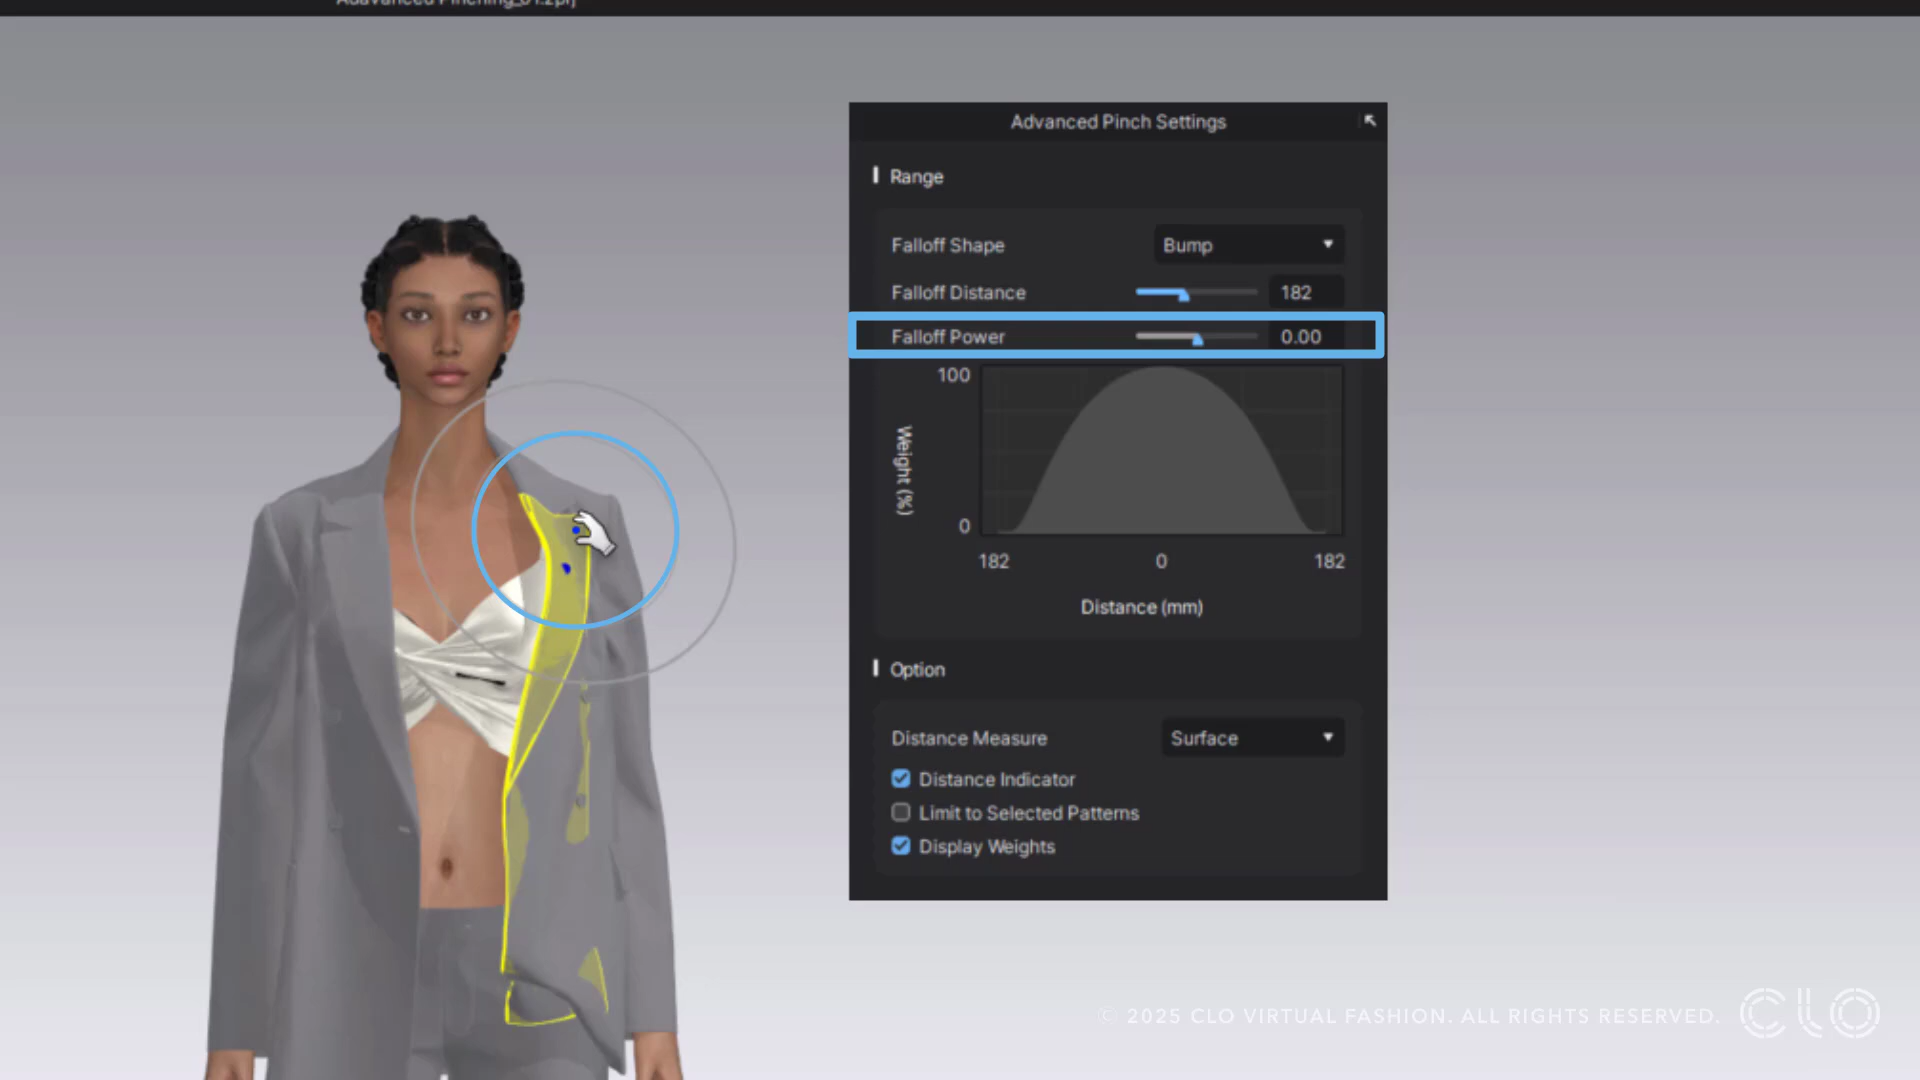 Advanced Pinch Settings
Range
Falloff Shape Bump
Falloff Distance 182
Falloff Power 0.00
100
Weight (%)
0
182 0 182
Distance (mm)
Option
Distance Measure Surface
Distance Indicator
Limit to Selected Patterns
Display Weights
© 2025 CLO VIRTUAL FASHION. ALL RIGHTS RESERVED. CLO